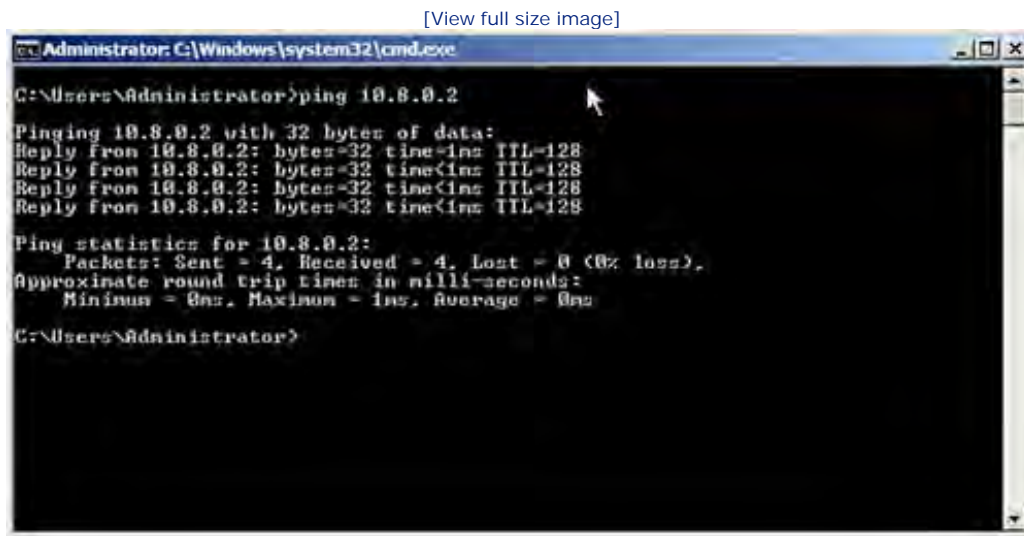 [View full size image]
Administrator: C:\Windows\system32\cmd.exe
C:\Users\Administrator>ping 10.8.0.2
Pinging 10.8.0.2 with 32 bytes of data:
Reply from 10.8.0.2: bytes=32 time=1ms TTL=128
Reply from 10.8.0.2: bytes=32 time<1ms TTL=128
Reply from 10.8.0.2: bytes=32 time<1ms TTL=128
Reply from 10.8.0.2: bytes=32 time<1ms TTL=128
Ping statistics for 10.8.0.2:
Packets: Sent = 4, Received = 4, Lost = 0 (0% loss),
Approximate round trip times in milli-seconds:
Minimum = 0ms, Maximum = 1ms, Average = 0ms
C:\Users\Administrator>